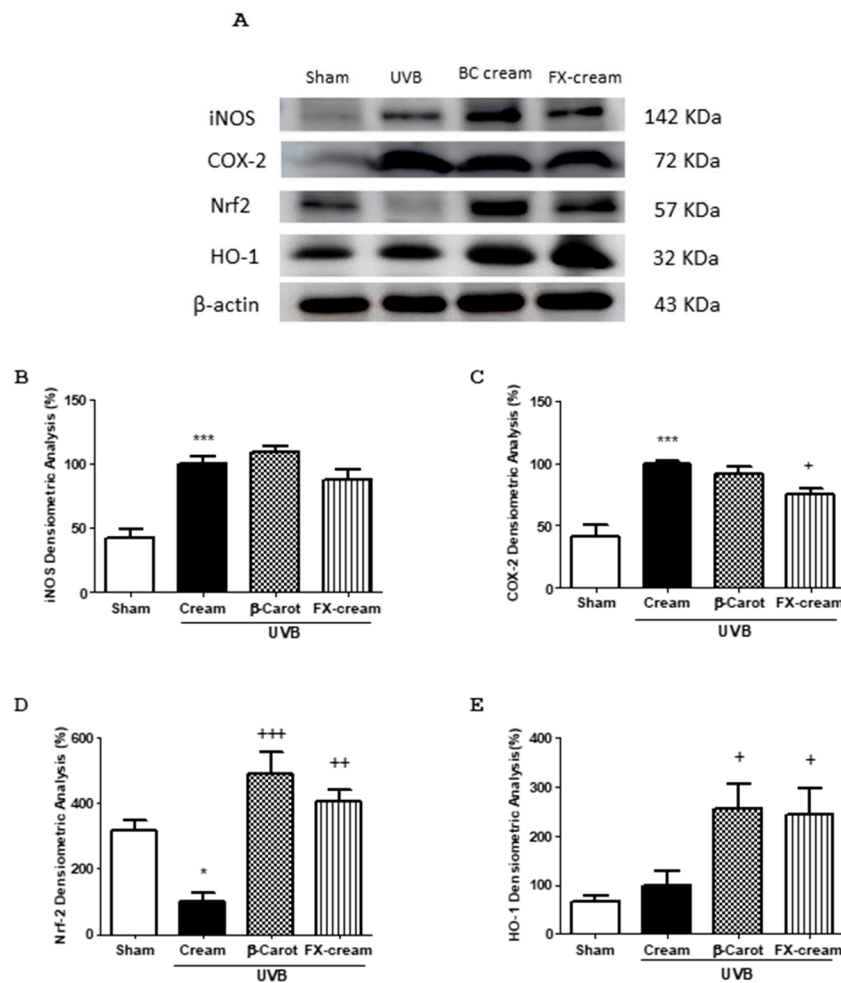 A
Sham UVB BC cream FX-cream
iNOS 142 KDa
COX-2 72 KDa
Nrf2 57 KDa
HO-1 32 KDa
β-actin 43 KDa
B
iNOS Densiometric Analysis (%)
150
100
50
0
***
Sham Cream β-Carot FX-cream
UVB
C
COX-2 Densiometric Analysis (%)
150
100
50
0
***
+
Sham Cream β-Carot FX-cream
UVB
D
Nrf-2 Densiometric Analysis (%)
600
400
200
0
*
+++
++
Sham Cream β-Carot FX-cream
UVB
E
HO-1 Densiometric Analysis(%)
400
300
200
100
0
+
+
Sham Cream β-Carot FX-cream
UVB